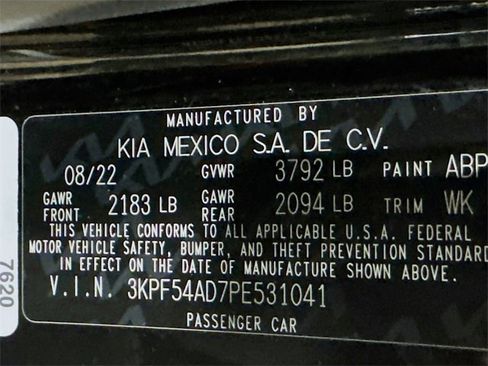 MANUFACTURED BY
KIA MEXICO S.A. DE C.V.
08/22 GVWR 3792 LB PAINT ABP
GAWR FRONT 2183 LB GAWR REAR 2094 LB TRIM WK
THIS VEHICLE CONFORMS TO ALL APPLICABLE U.S.A. FEDERAL
MOTOR VEHICLE SAFETY, BUMPER, AND THEFT PREVENTION STANDARD
IN EFFECT ON THE DATE OF MANUFACTURE SHOWN ABOVE.
V.I.N. 3KPF54AD7PE531041
PASSENGER CAR
7620